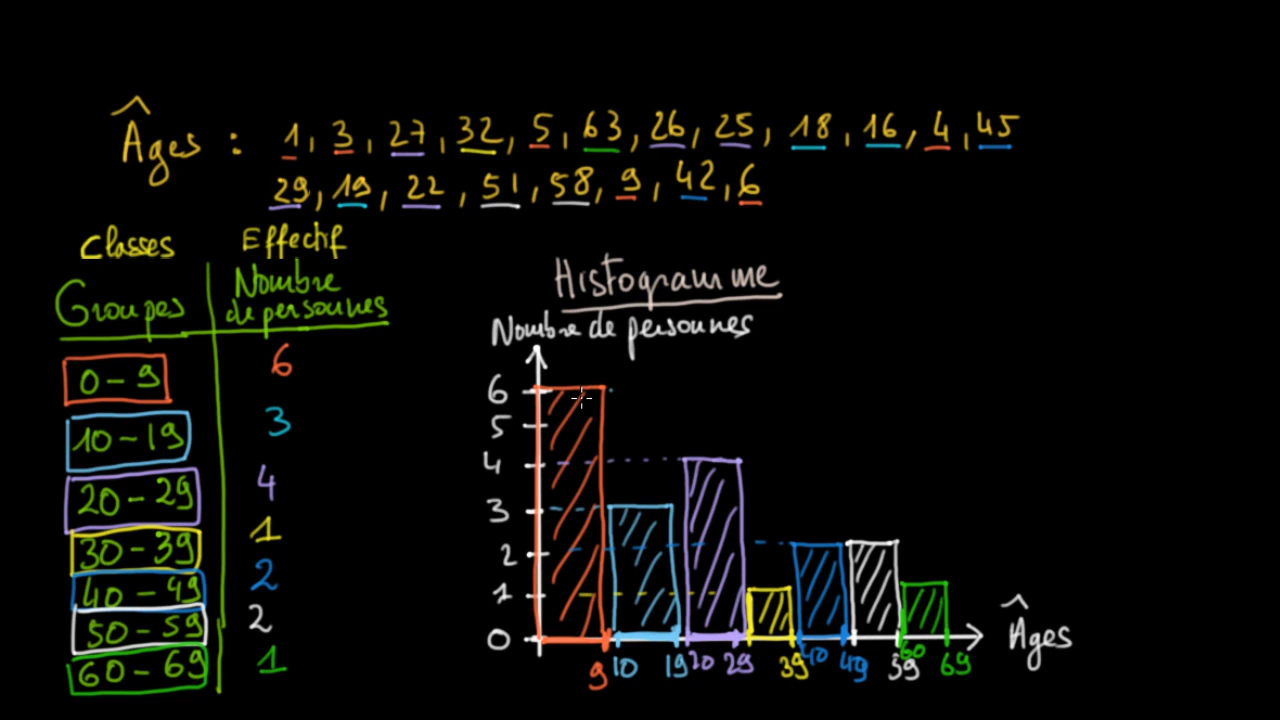 Âges : 1, 3, 27, 32, 5, 63, 26, 25, 18, 16, 4, 45
29, 19, 22, 51, 58, 9, 42, 6
Classes Effectif
Groupes Nombre de personnes
0 - 9 6
10 - 19 3
20 - 29 4
30 - 39 1
40 - 49 2
50 - 59 2
60 - 69 1
Histogramme
Nombre de personnes
6
5
4
3
2
1
0
9 10 19 20 29 39 40 49 59 60 69
Âges